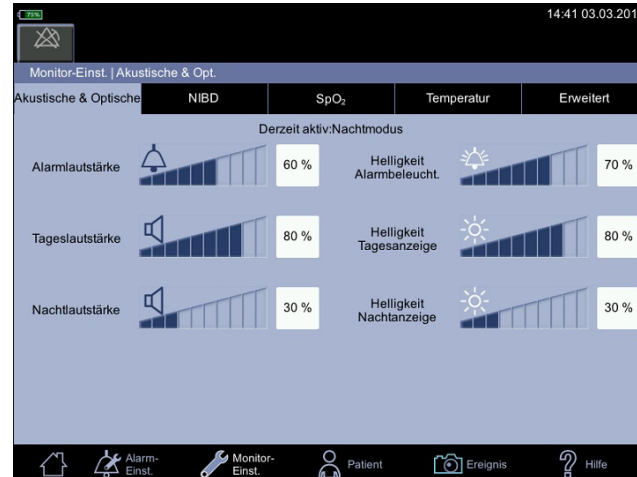 75%
14:41 03.03.201
Monitor-Einst. | Akustische & Opt.
Akustische & Optische NIBD SpO₂ Temperatur Erweitert
Derzeit aktiv:Nachtmodus
Alarmlautstärke 60 % Helligkeit Alarmbeleucht. 70 %
Tageslautstärke 80 % Helligkeit Tagesanzeige 80 %
Nachtlautstärke 30 % Helligkeit Nachtanzeige 30 %
Alarm-Einst. Monitor-Einst. Patient Ereignis Hilfe